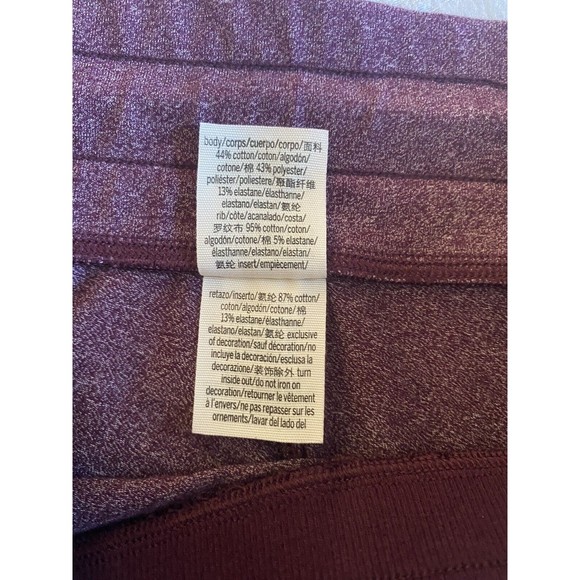 body/corps/cuerpo/corpo/面料
44% cotton/coton/algodón/
cotone/棉 43% polyester/
poliéster/poliestere/聚酯纤维
13% elastane/élasthanne/
elastano/elastan/氨纶
rib/côte/acanalado/costa/
罗纹布 95% cotton/coton/
algodón/cotone/棉 5% elastane/
élasthanne/elastano/elastan/
氨纶 insert/empiècement/
retazo/inserto/氨纶 87% cotton/
coton/algodón/cotone/棉
13% elastane/élasthanne/
elastano/elastan/氨纶 exclusive
of decoration/sauf décoration/no
incluye la decoración/esclusa la
decorazione/装饰除外 turn
inside out/do not iron on
decoration/retourner le vêtement
à l'envers/ne pas repasser sur les
ornements/lavar del lado del